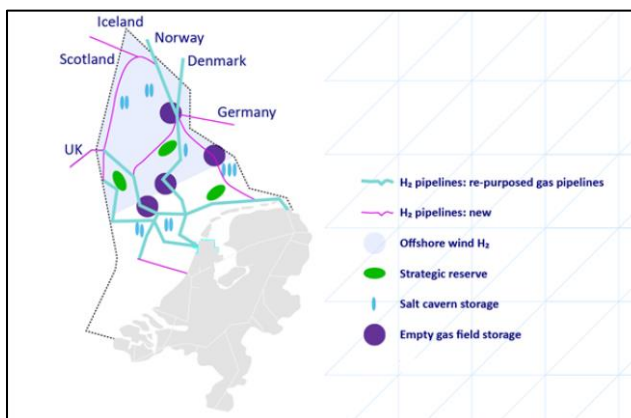 Iceland
Norway
Scotland
Denmark
Germany
UK
H₂ pipelines: re-purposed gas pipelines
H₂ pipelines: new
Offshore wind H₂
Strategic reserve
Salt cavern storage
Empty gas field storage